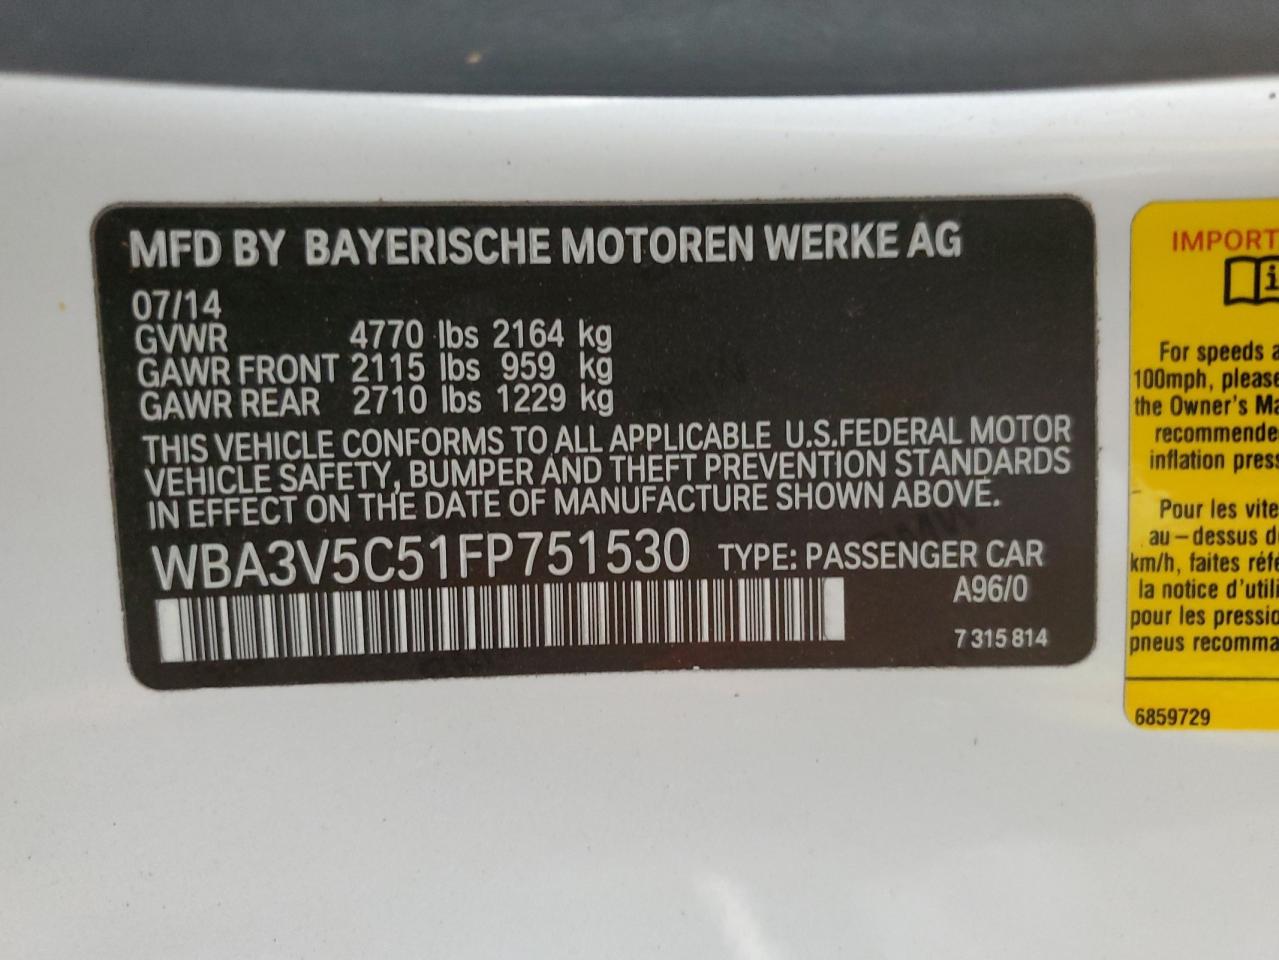 MFD BY BAYERISCHE MOTOREN WERKE AG
07/14
GVWR 4770 lbs 2164 kg
GAWR FRONT 2115 lbs 959 kg
GAWR REAR 2710 lbs 1229 kg
THIS VEHICLE CONFORMS TO ALL APPLICABLE U.S.FEDERAL MOTOR
VEHICLE SAFETY, BUMPER AND THEFT PREVENTION STANDARDS
IN EFFECT ON THE DATE OF MANUFACTURE SHOWN ABOVE.
WBA3V5C51FP751530 TYPE: PASSENGER CAR
A96/0
7 315 814
IMPORT
i
For speeds a
100mph, please
the Owner's Ma
recommende
inflation press
Pour les vite
au-dessus d
km/h, faites réfé
la notice d'utili
pour les pressio
pneus recomma
6859729